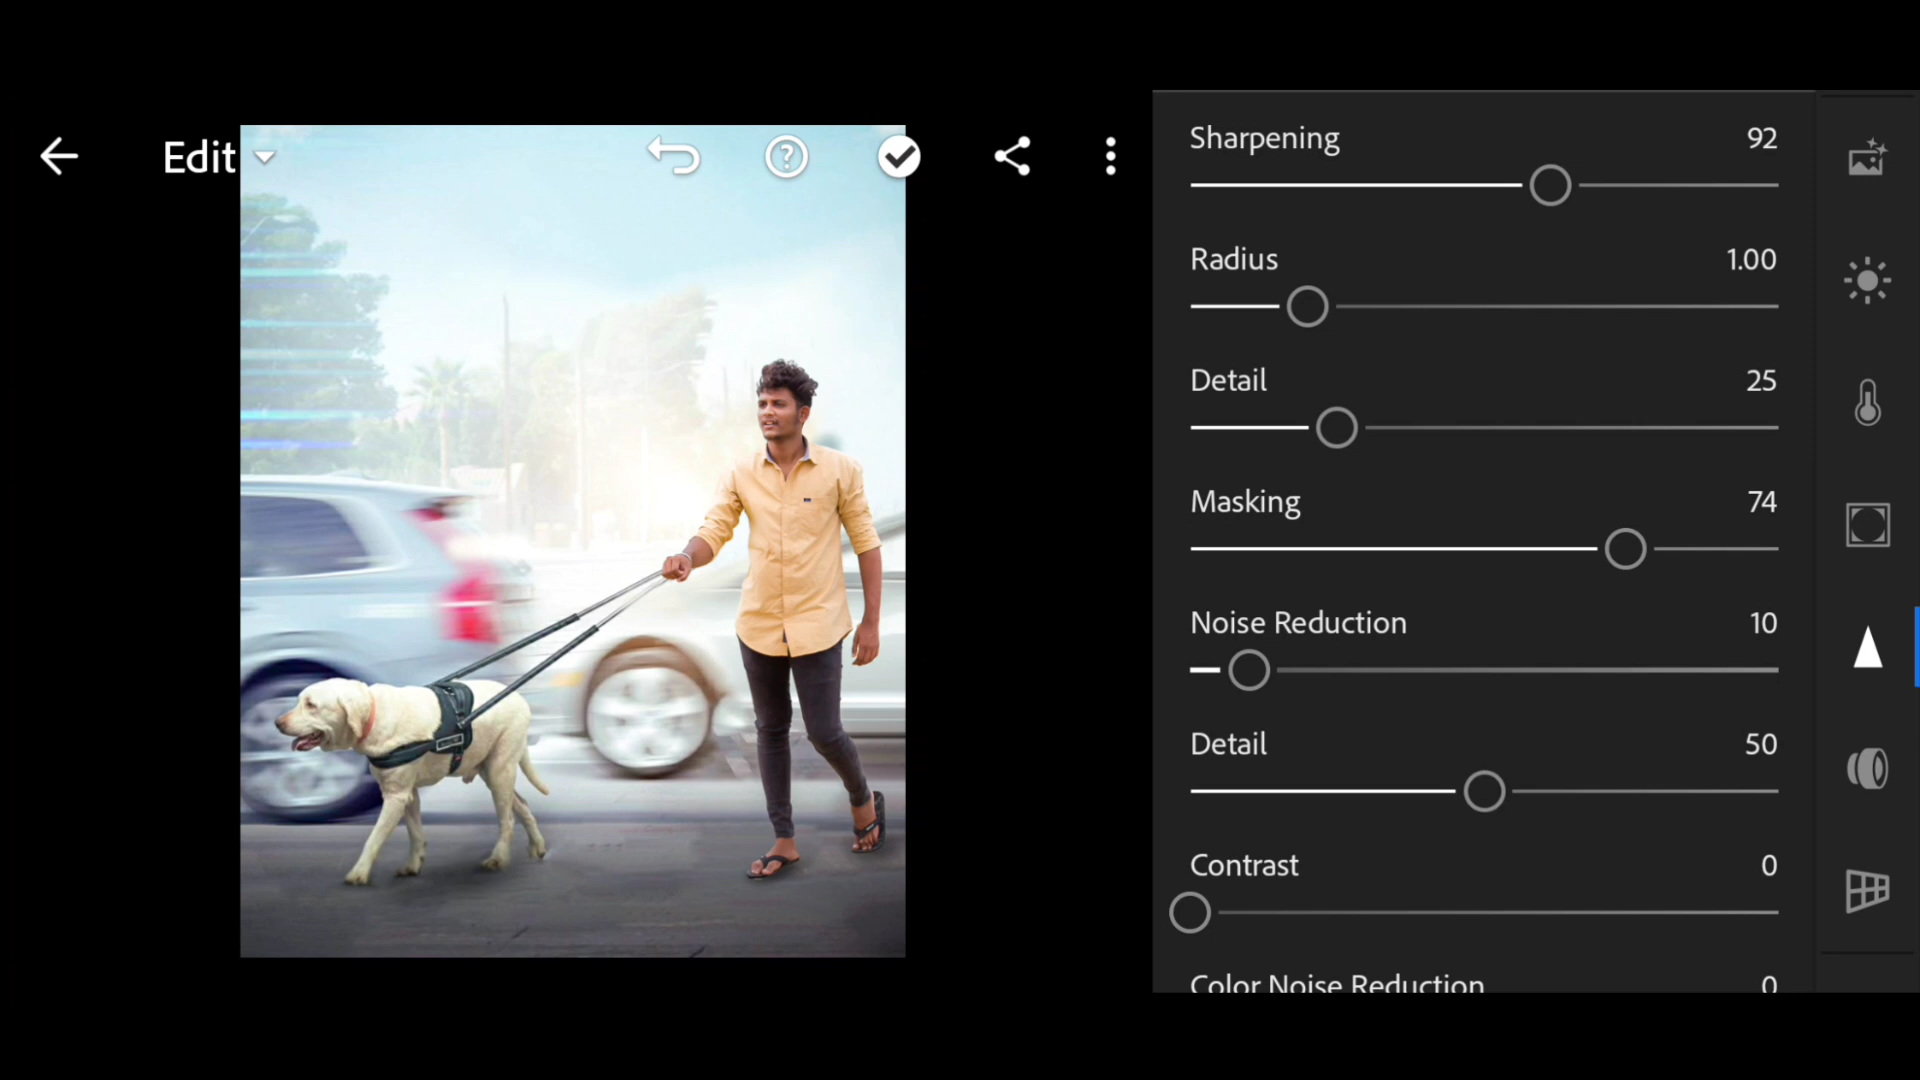 Edit
Sharpening 92
Radius 1.00
Detail 25
Masking 74
Noise Reduction 10
Detail 50
Contrast 0
Color Noise Reduction 0